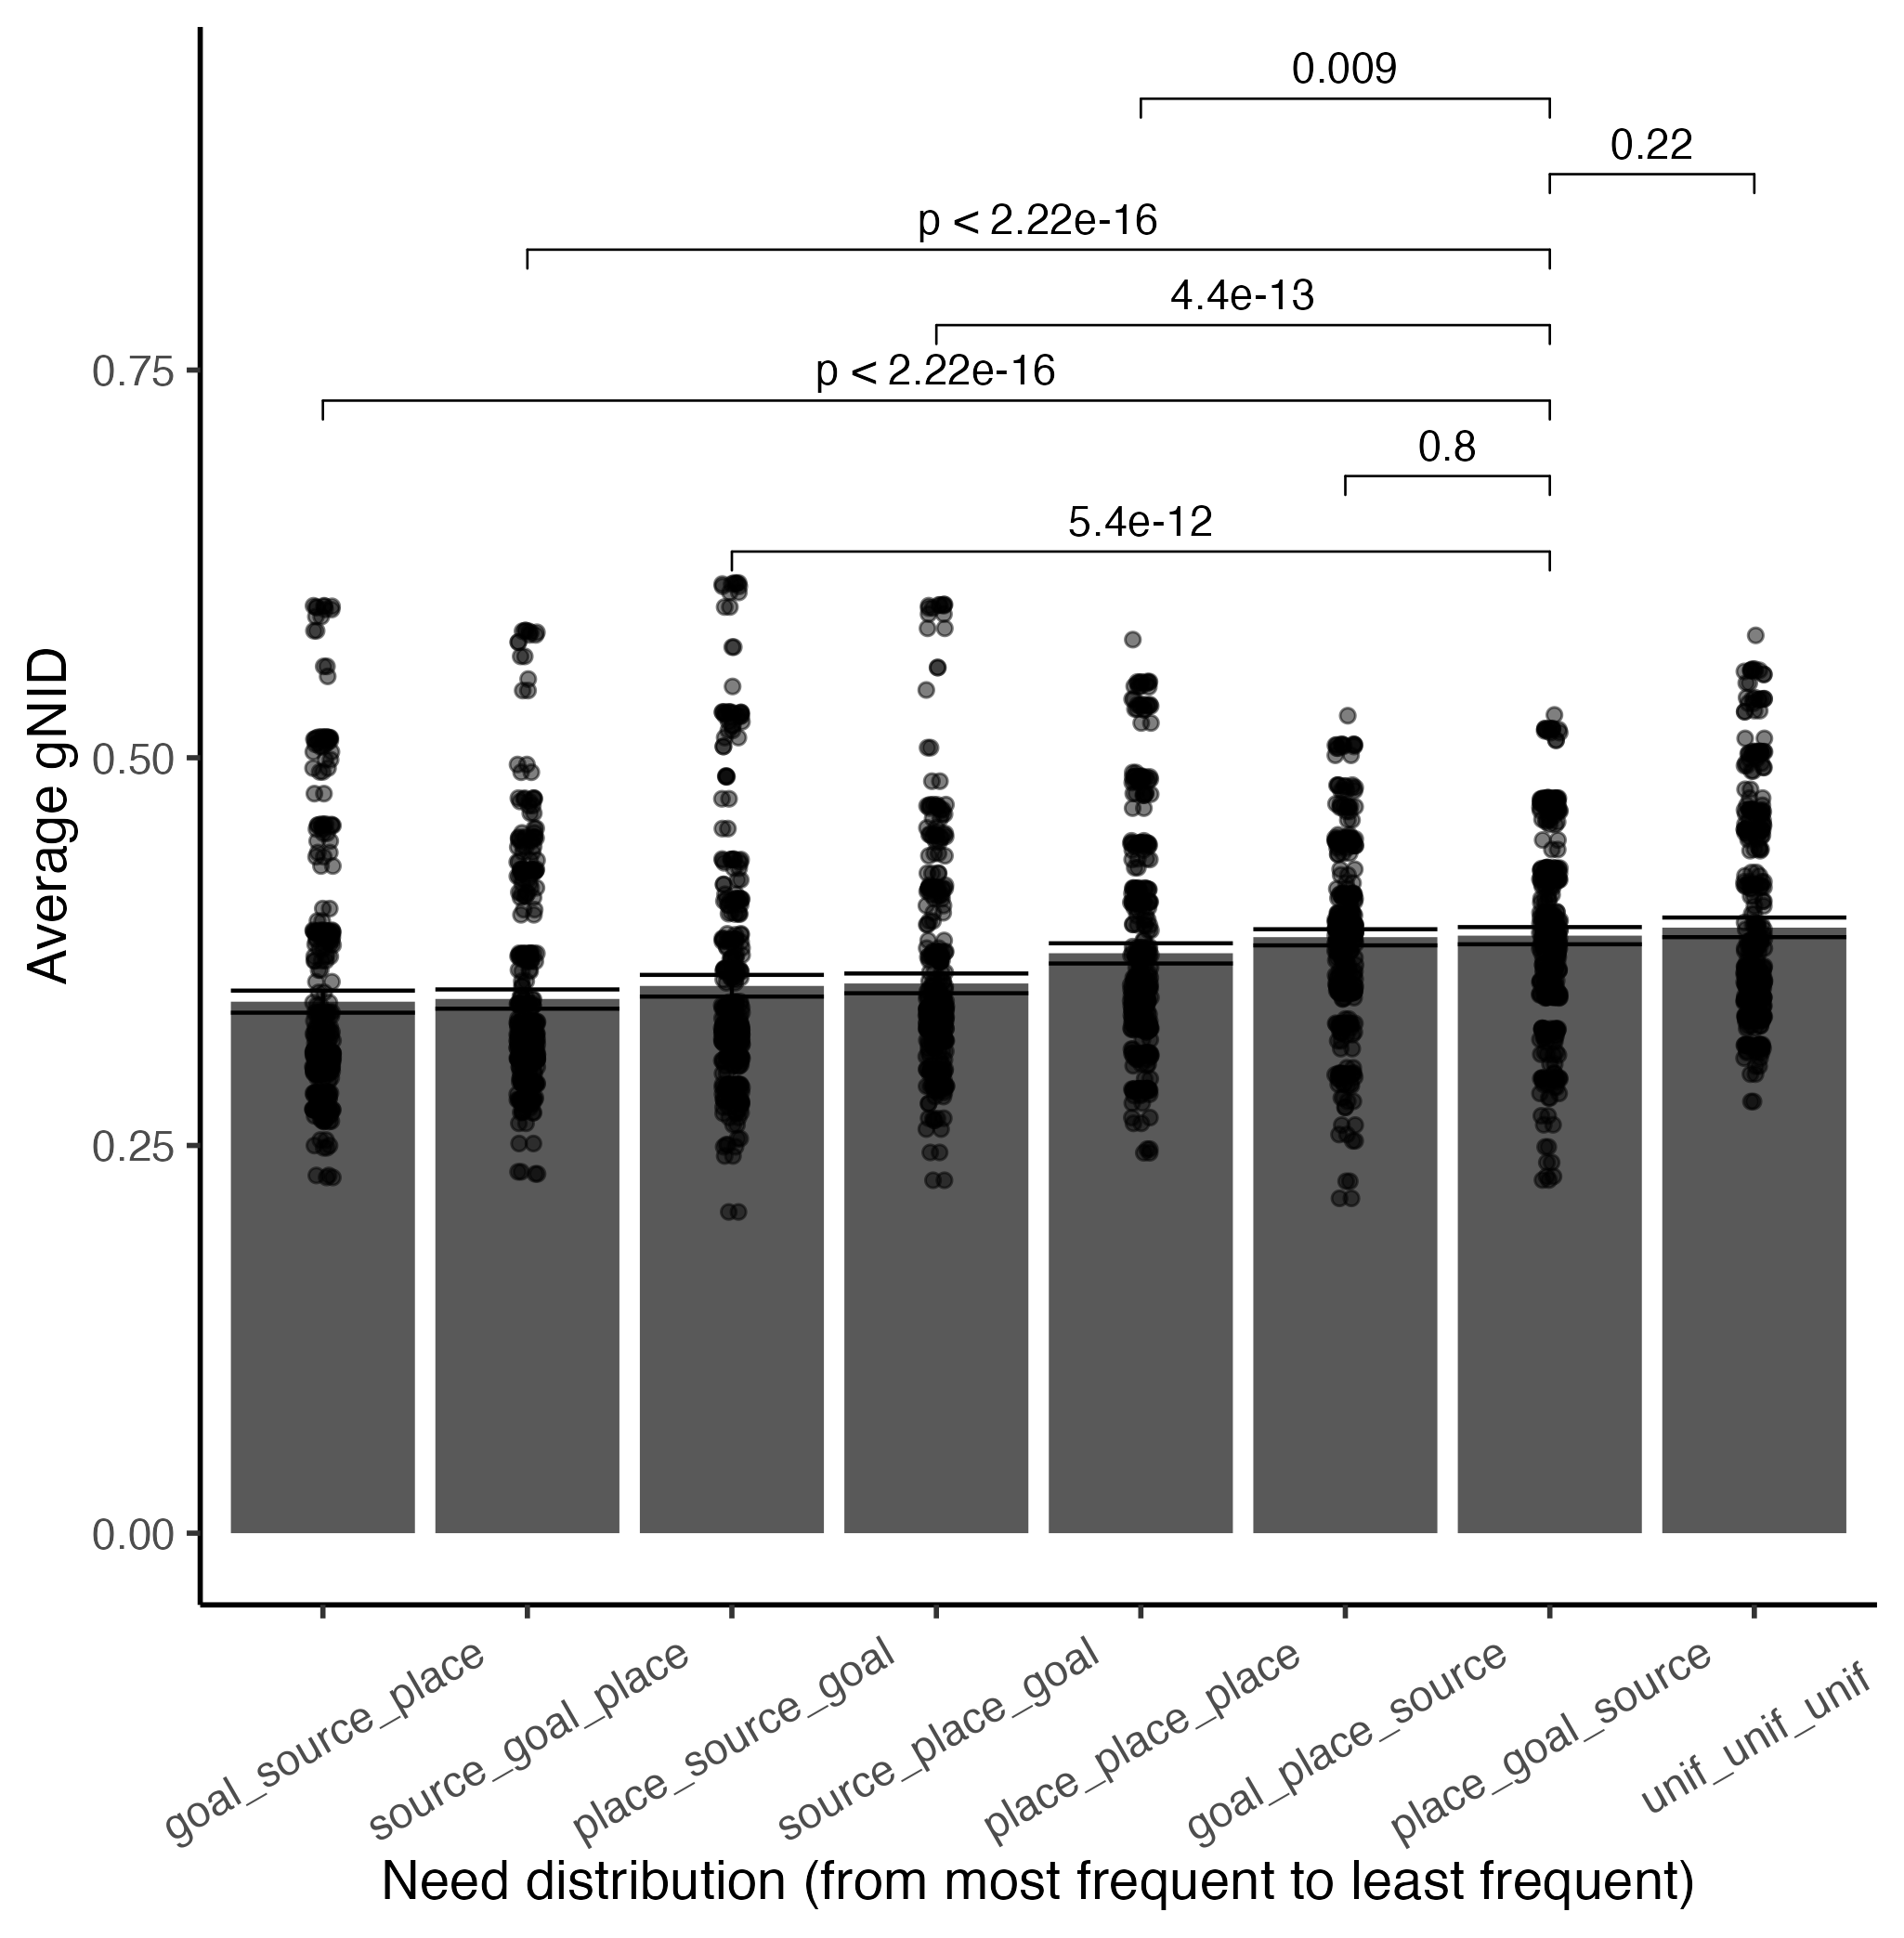 0.009
0.22
p < 2.22e-16
4.4e-13
p < 2.22e-16
0.8
5.4e-12
Average gNID
0.75
0.50
0.25
0.00
goal_source_place
source_goal_place
place_source_goal
source_place_goal
place_place_place
goal_place_source
place_goal_source
unif_unif_unif
Need distribution (from most frequent to least frequent)